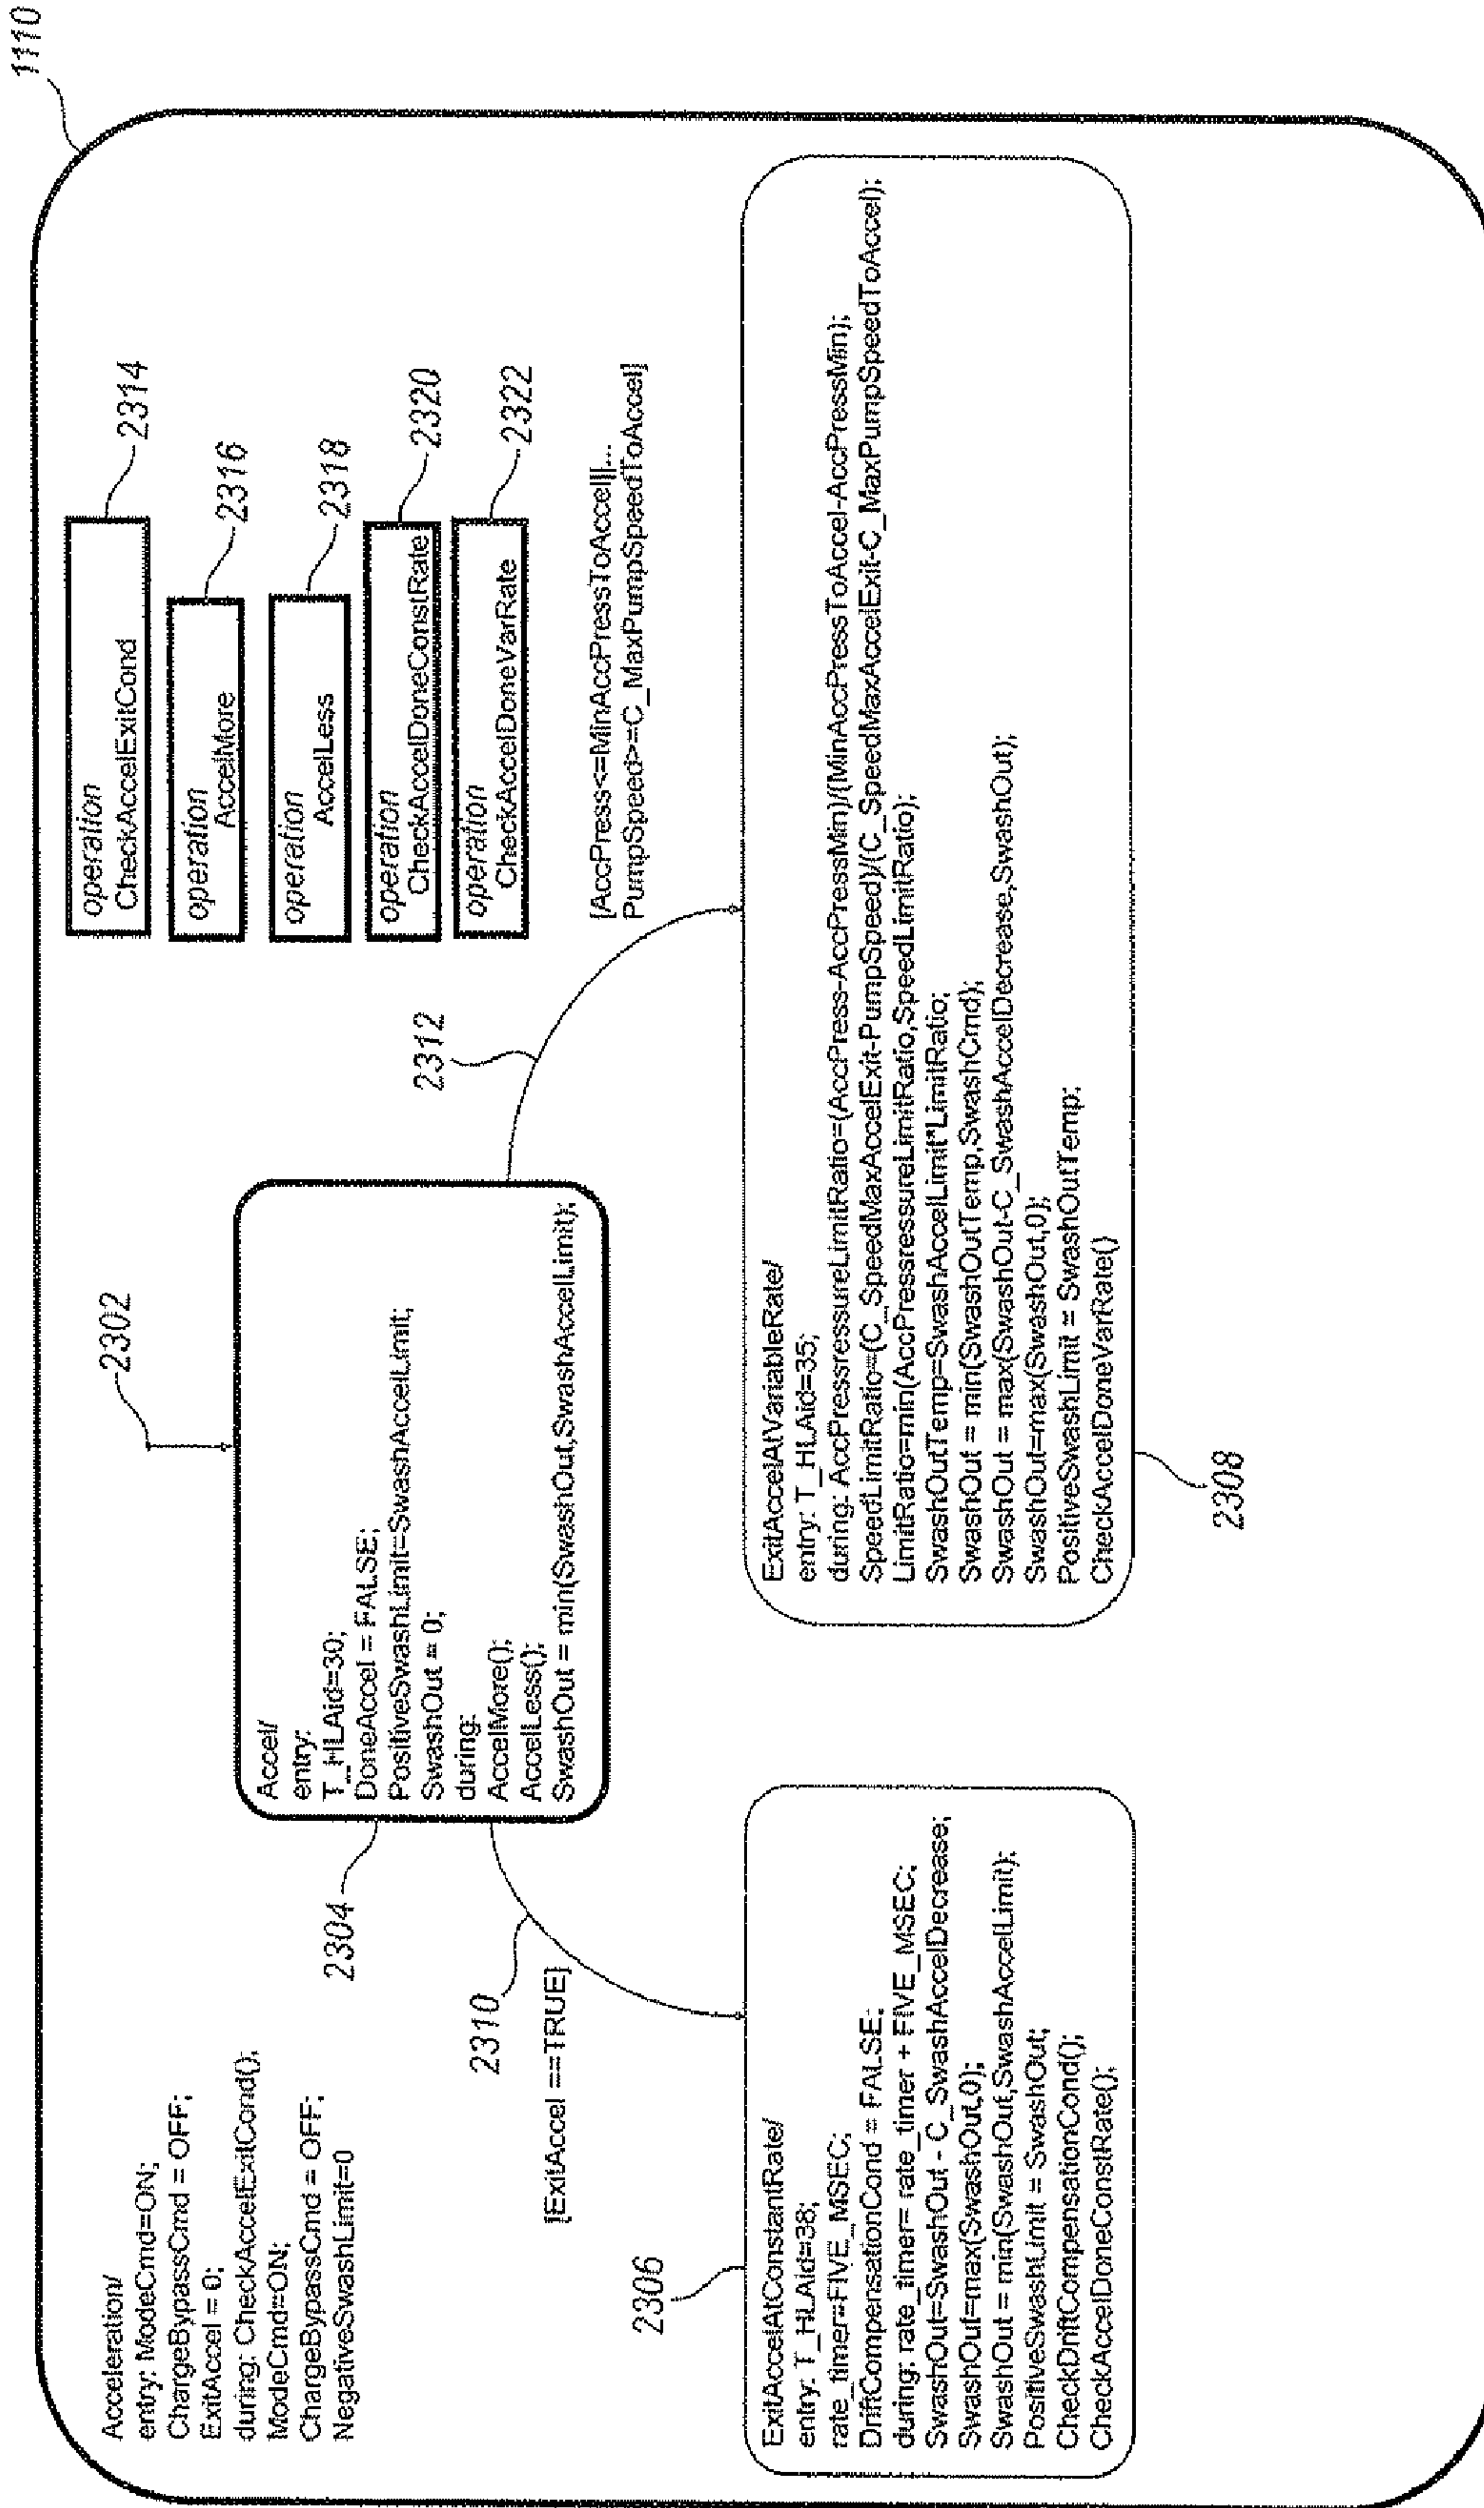 1110
Acceleration/
entry: ModeCmd=ON;
ChargeBypassCmd = OFF;
ExitAccel = 0;
during: CheckAccelExitCond();
ModeCmd=ON;
ChargeBypassCmd = OFF;
NegativeSwashLimit=0
2302
Accel/
entry:
T_HLAid=30;
DoneAccel = FALSE;
PositiveSwashLimit=SwashAccelLimit;
SwashOut = 0;
during:
AccelMore();
AccelLess();
SwashOut = min(SwashOut,SwashAccelLimit);
2304
operation
CheckAccelExitCond
2314
operation
AccelMore
2316
operation
AccelLess
2318
operation
CheckAccelDoneConstRate
2320
operation
CheckAccelDoneVarRate
2322
2310
[ExitAccel ==TRUE]
2312
[AccPress<=MinAccPressToAccel||...
PumpSpeed>=C_MaxPumpSpeedToAccel]
2306
ExitAccelAtConstantRate/
entry: T_HLAid=38;
rate_timer=FIVE_MSEC;
DriftCompensationCond = FALSE;
during: rate_timer= rate_timer + FIVE_MSEC;
SwashOut=SwashOut - C_SwashAccelDecrease;
SwashOut=max(SwashOut,0);
SwashOut = min(SwashOut,SwashAccelLimit);
PositiveSwashLimit = SwashOut;
CheckDriftCompensationCond();
CheckAccelDoneConstRate();
ExitAccelAtVariableRate/
entry: T_HLAid=35;
during: AccPressureLimitRatio=(AccPress-AccPressMin)/(MinAccPressToAccel-AccPressMin);
SpeedLimitRatio=(C_SpeedMaxAccelExit-PumpSpeed)/(C_SpeedMaxAccelExit-C_MaxPumpSpeedToAccel);
LimitRatio=min(AccPressureLimitRatio,SpeedLimitRatio);
SwashOutTemp=SwashAccelLimit*LimitRatio;
SwashOut = min(SwashOutTemp,SwashCmd);
SwashOut = max(SwashOut-C_SwashAccelDecrease,SwashOut);
SwashOut=max(SwashOut,0);
PositiveSwashLimit = SwashOutTemp;
CheckAccelDoneVarRate()
2308